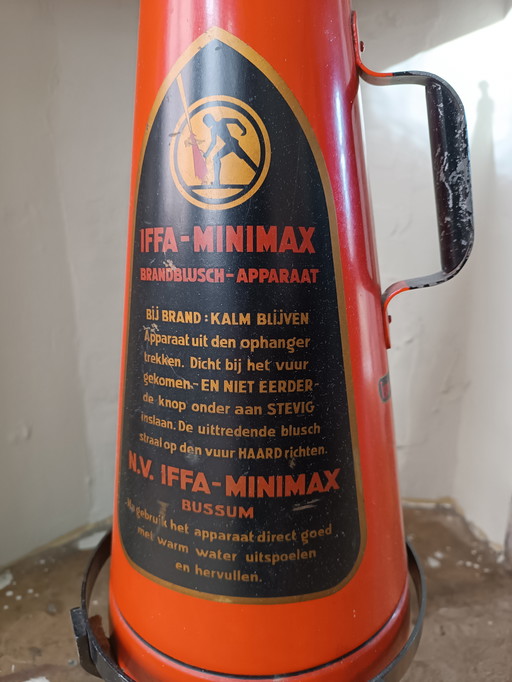 IFFA-MINIMAX
BRANDBLUSCH-APPARAAT
BIJ BRAND: KALM BLIJVEN
Apparaat uit den ophanger
trekken. Dicht bij het vuur
gekomen.-EN NIET EERDER-
de knop onder aan STEVIG
inslaan. De uittredende blusch
straal op den vuur HAARD richten.
N.V. IFFA-MINIMAX
BUSSUM
Na gebruik het apparaat direct goed
met warm water uitspoelen
en hervullen.